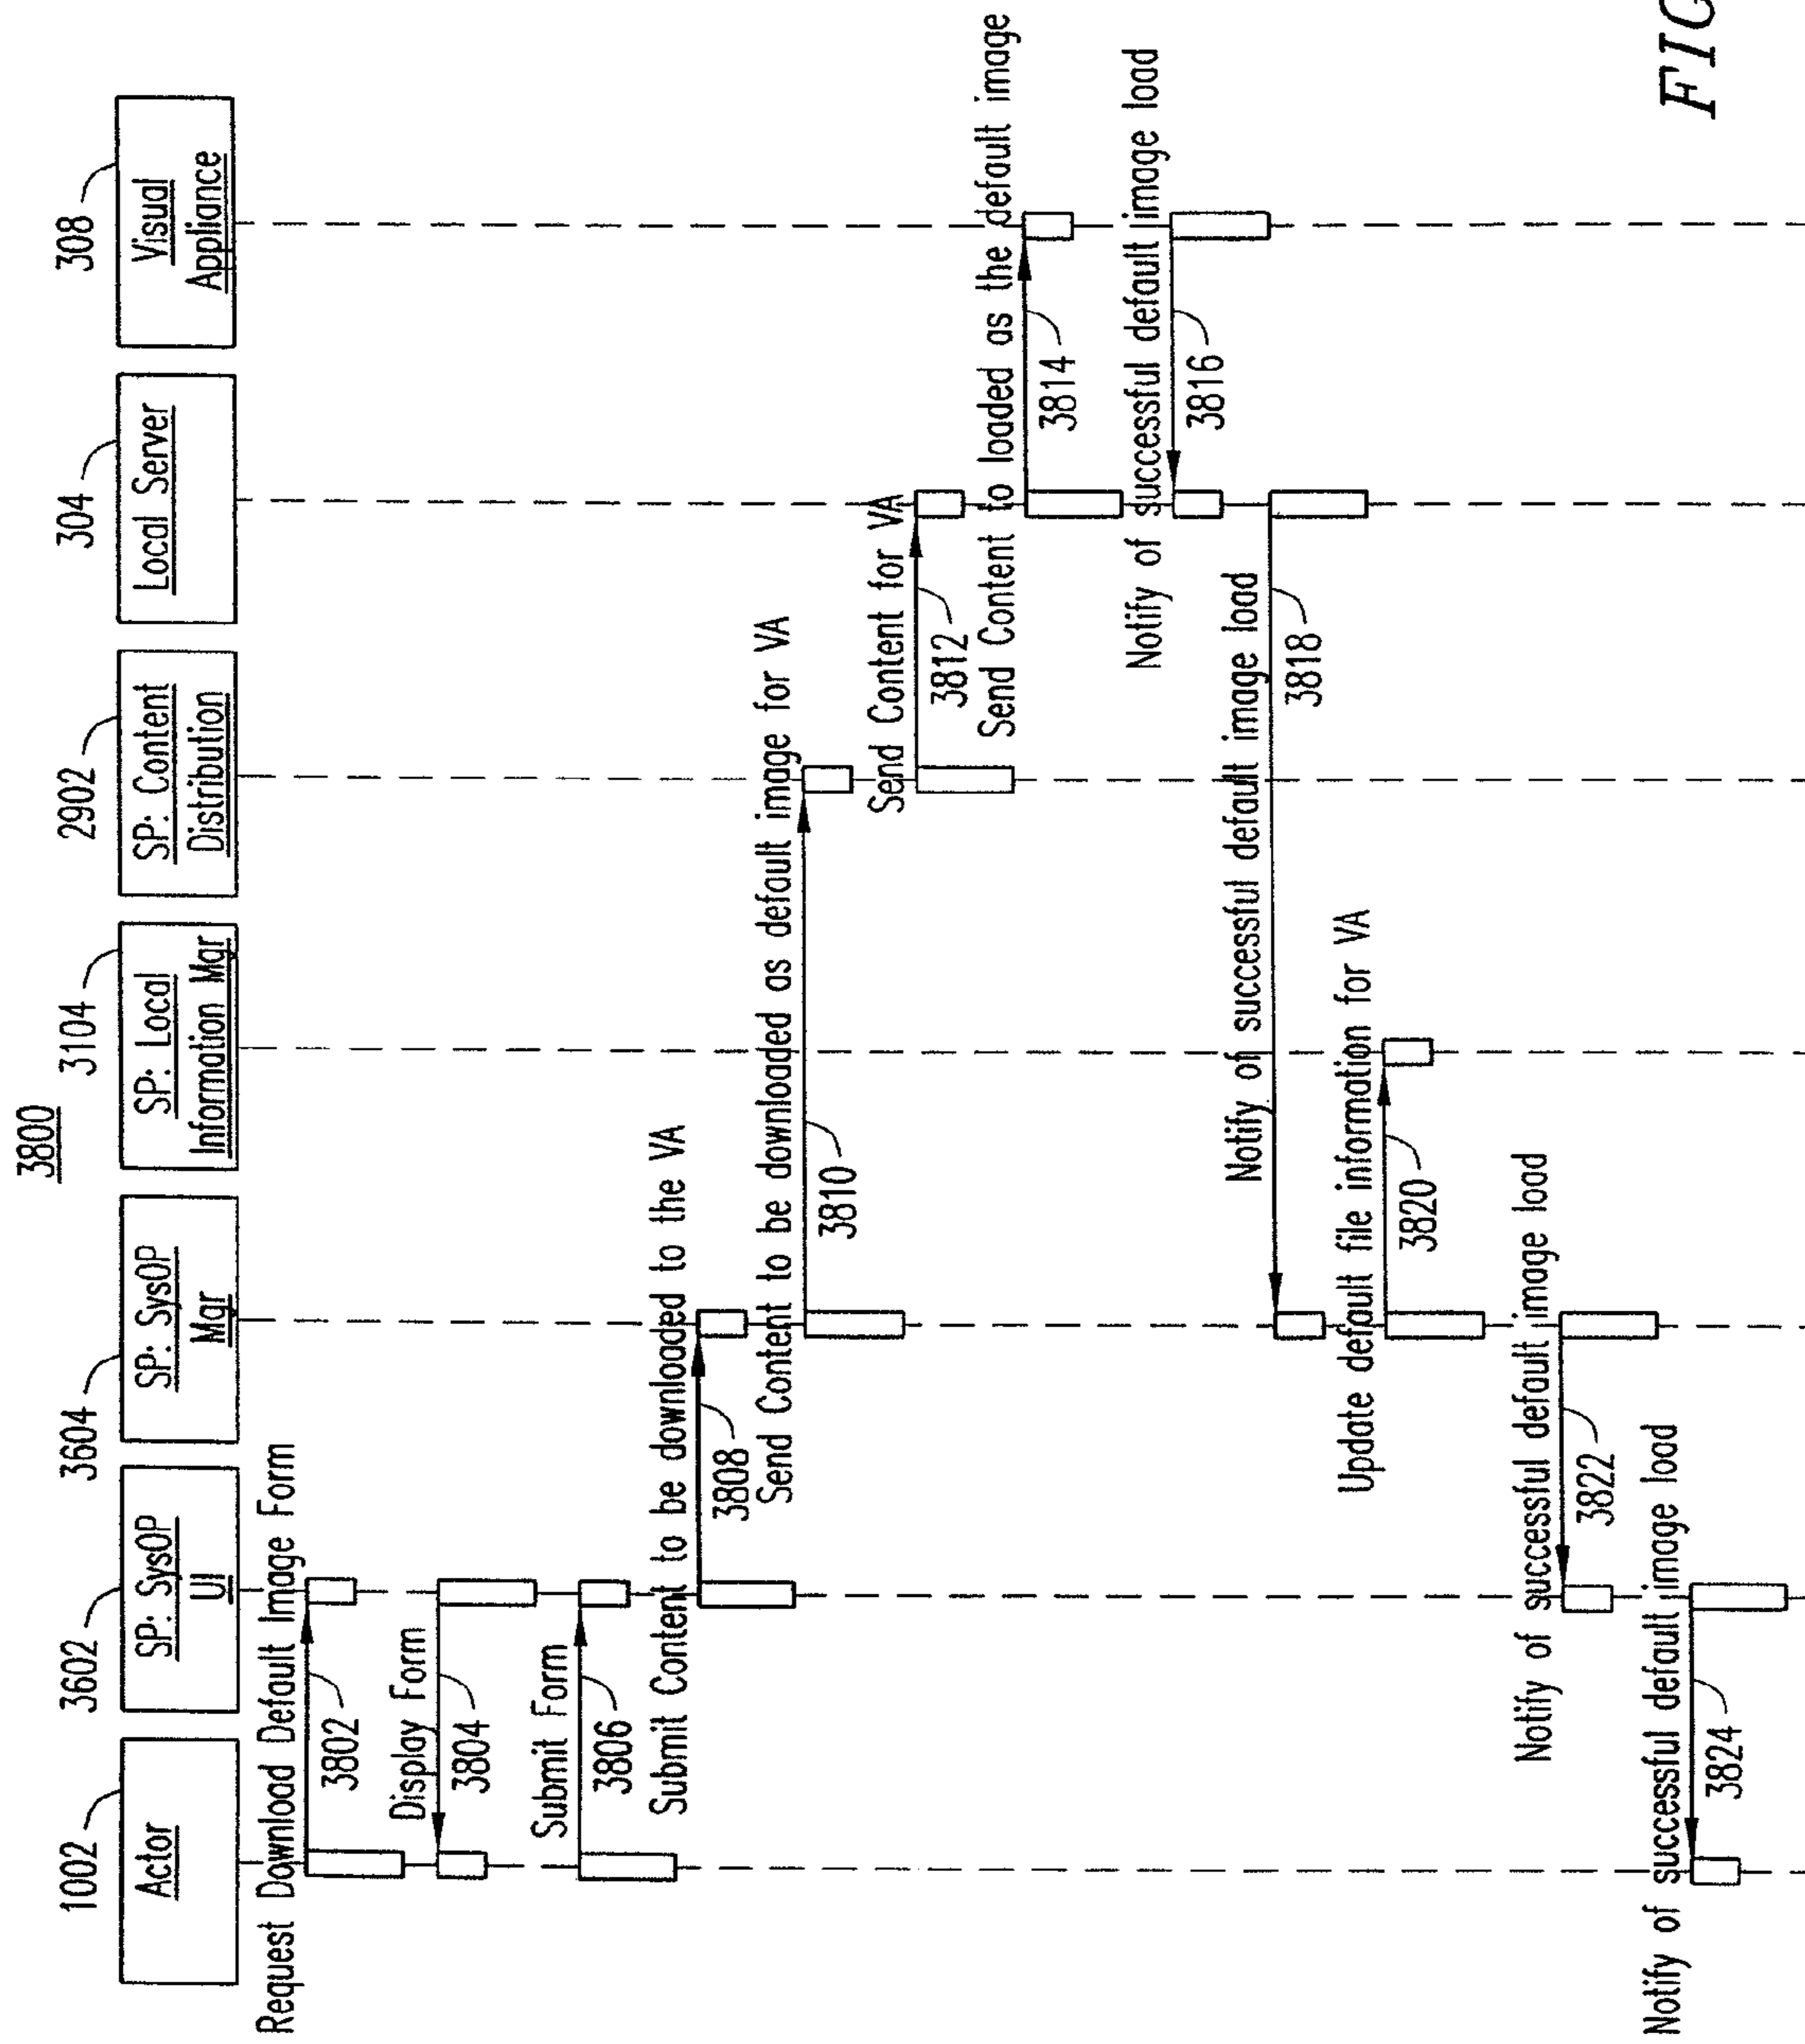 3800
1002
3602
3604
3104
2902
304
308
Actor
SP: SysOP
UI
SP: SysOP
Mgr
SP: Local
Information Mgr
SP: Content
Distribution
Local Server
Visual
Appliance
Request Download Default Image Form
3802
Display Form
3804
Submit Form
3806
Submit Content to be downloaded to the VA
3808
Send Content to be downloaded as default image for VA
3810
Send Content for VA
3812
Send Content to loaded as the default image
3814
Notify of successful default image load
3816
Notify of successful default image load
3818
Update default file information for VA
3820
Notify of successful default image load
3822
Notify of successful default image load
3824
FIG